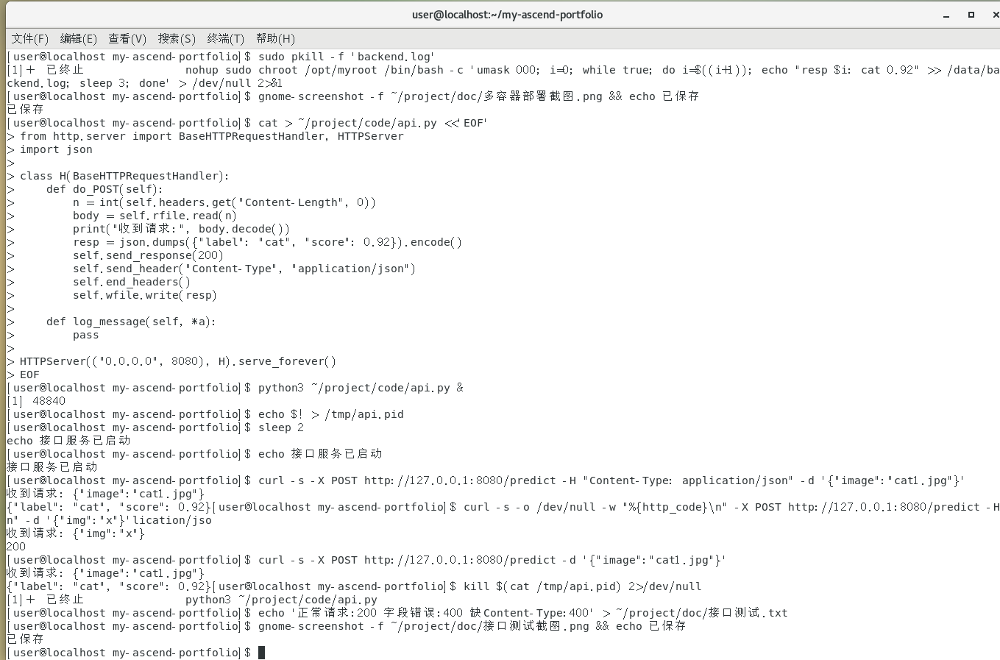 user@localhost:~/my-ascend-portfolio
文件(F) 编辑(E) 查看(V) 搜索(S) 终端(T) 帮助(H)
[user@localhost my-ascend-portfolio]$ sudo pkill -f 'backend.log'
[1]+  已终止               nohup sudo chroot /opt/myroot /bin/bash -c 'umask 000; i=0; while true; do i=$((i+1)); echo "resp $i: cat 0.92" >> /data/ba
ckend.log; sleep 3; done' > /dev/null 2>&1
[user@localhost my-ascend-portfolio]$ gnome-screenshot -f ~/project/doc/多容器部署截图.png && echo 已保存
已保存
[user@localhost my-ascend-portfolio]$ cat > ~/project/code/api.py <<'EOF'
> from http.server import BaseHTTPRequestHandler, HTTPServer
> import json
>
> class H(BaseHTTPRequestHandler):
>     def do_POST(self):
>         n = int(self.headers.get("Content-Length", 0))
>         body = self.rfile.read(n)
>         print("收到请求:", body.decode())
>         resp = json.dumps({"label": "cat", "score": 0.92}).encode()
>         self.send_response(200)
>         self.send_header("Content-Type", "application/json")
>         self.end_headers()
>         self.wfile.write(resp)
>
>     def log_message(self, *a):
>         pass
>
> HTTPServer(("0.0.0.0", 8080), H).serve_forever()
> EOF
[user@localhost my-ascend-portfolio]$ python3 ~/project/code/api.py &
[1] 48840
[user@localhost my-ascend-portfolio]$ echo $! > /tmp/api.pid
[user@localhost my-ascend-portfolio]$ sleep 2
echo 接口服务已启动
[user@localhost my-ascend-portfolio]$ echo 接口服务已启动
接口服务已启动
[user@localhost my-ascend-portfolio]$ curl -s -X POST http://127.0.0.1:8080/predict -H "Content-Type: application/json" -d '{"image":"cat1.jpg"}'
收到请求: {"image":"cat1.jpg"}
{"label": "cat", "score": 0.92}[user@localhost my-ascend-portfolio]$ curl -s -o /dev/null -w "%{http_code}\n" -X POST http://127.0.0.1:8080/predict -H
n" -d '{"img":"x"}'lication/jso
收到请求: {"img":"x"}
200
[user@localhost my-ascend-portfolio]$ curl -s -X POST http://127.0.0.1:8080/predict -d '{"image":"cat1.jpg"}'
收到请求: {"image":"cat1.jpg"}
{"label": "cat", "score": 0.92}[user@localhost my-ascend-portfolio]$ kill $(cat /tmp/api.pid) 2>/dev/null
[1]+  已终止               python3 ~/project/code/api.py
[user@localhost my-ascend-portfolio]$ echo '正常请求:200 字段错误:400 缺Content-Type:400' > ~/project/doc/接口测试.txt
[user@localhost my-ascend-portfolio]$ gnome-screenshot -f ~/project/doc/接口测试截图.png && echo 已保存
已保存
[user@localhost my-ascend-portfolio]$